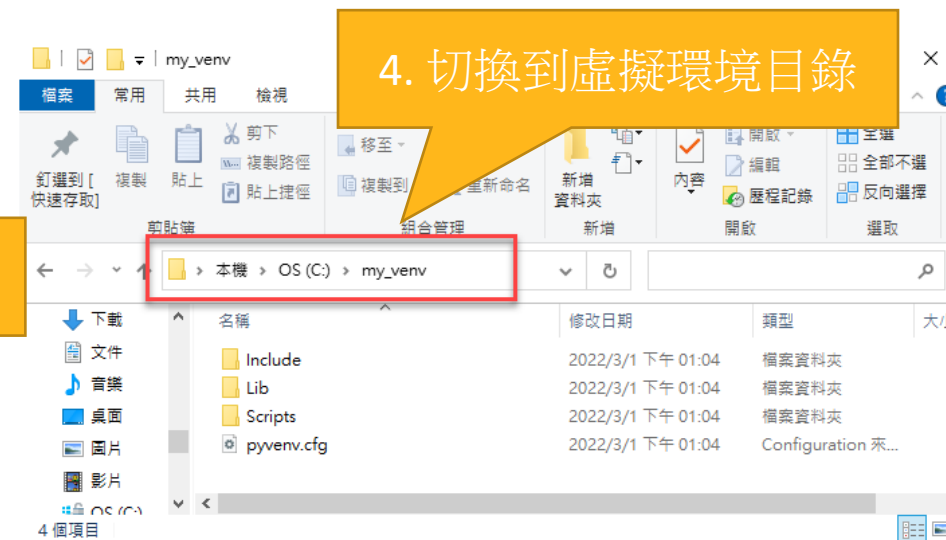 my_venv
4. 切換到虛擬環境目錄
檔案 常用 共用 檢視
釘選到 [
快速存取]
複製
貼上
剪下
複製路徑
貼上捷徑
移至
複製到
重新命名
新增
資料夾
內容
開啟
編輯
歷程記錄
全選
全部不選
反向選擇
剪貼簿 組合管理 新增 開啟 選取
本機 > OS (C:) > my_venv
下載
文件
音樂
桌面
圖片
影片
OS (C:)
名稱 修改日期 類型
Include 2022/3/1 下午 01:04 檔案資料夾
Lib 2022/3/1 下午 01:04 檔案資料夾
Scripts 2022/3/1 下午 01:04 檔案資料夾
pyvenv.cfg 2022/3/1 下午 01:04 Configuration 來...
4 個項目